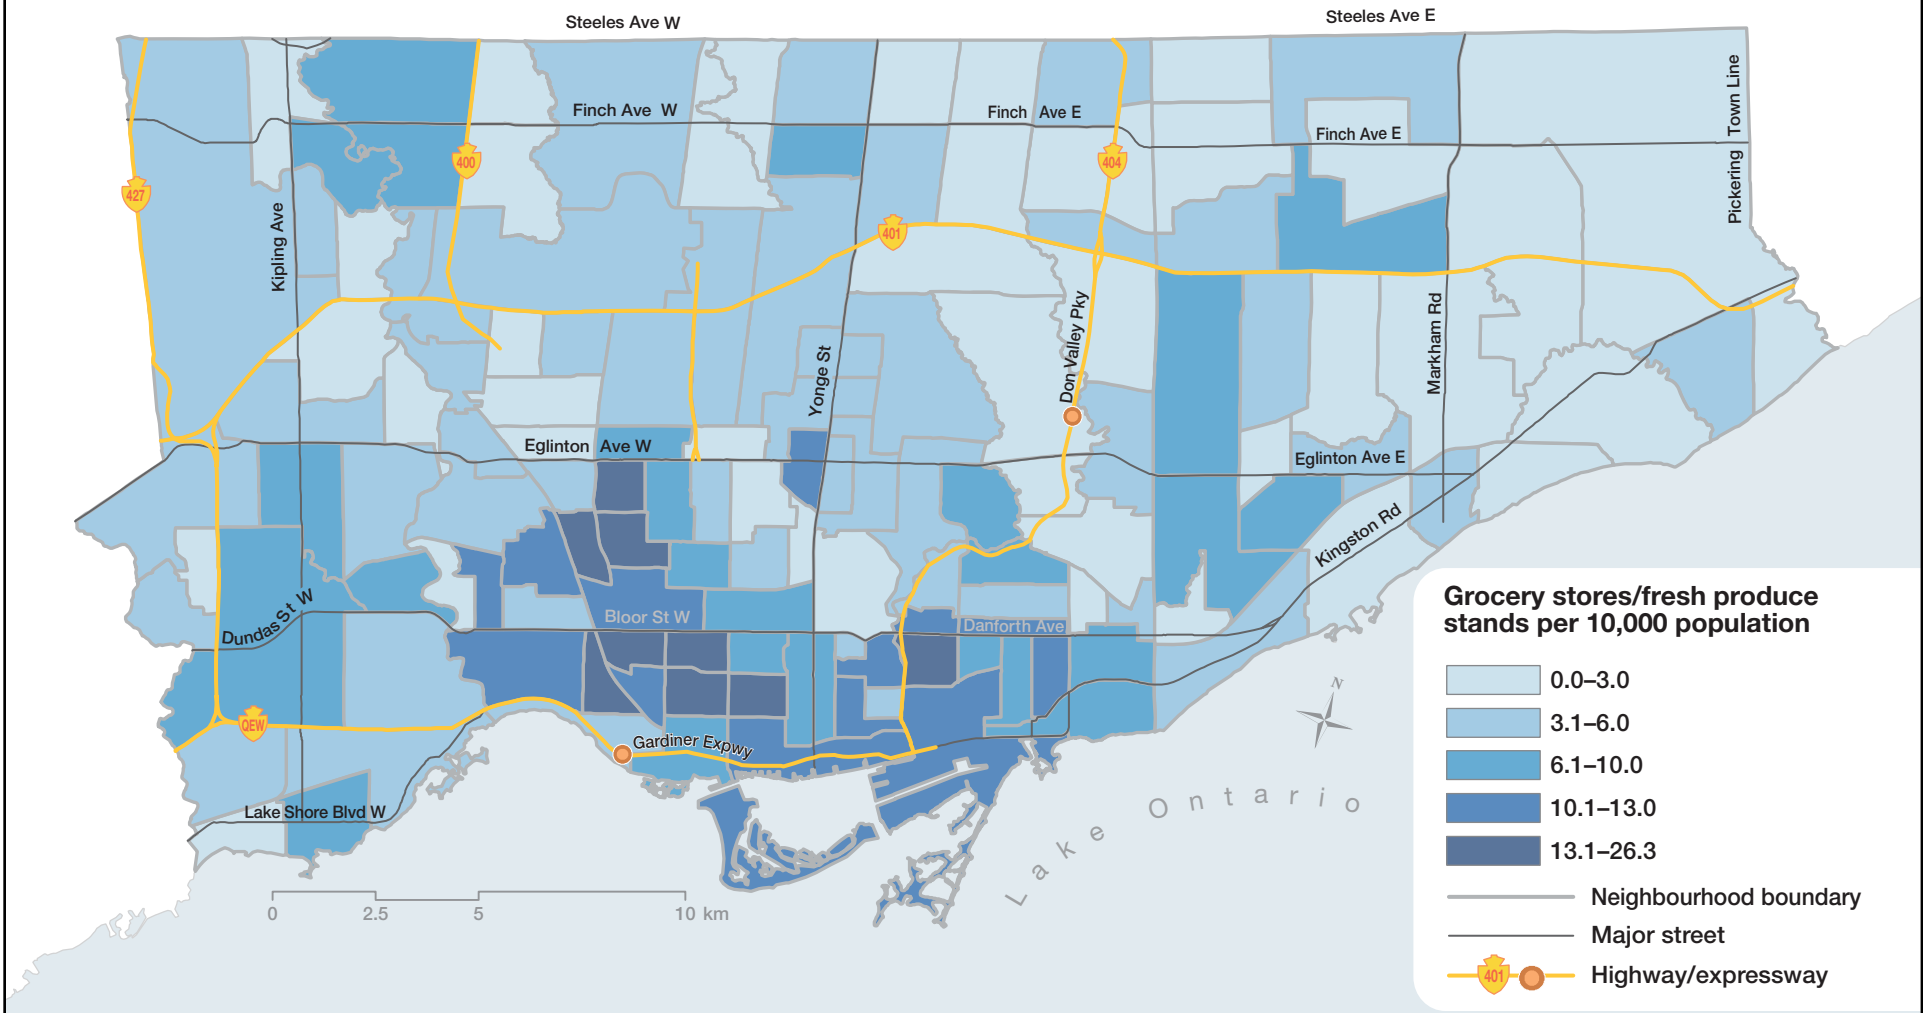 Steeles Ave W
Steeles Ave E
Finch Ave W
Finch Ave E
Finch Ave E
Pickering Town Line
427
400
404
401
Kipling Ave
Yonge St
Don Valley Pky
Markham Rd
Eglinton Ave W
Eglinton Ave E
Kingston Rd
Dundas St W
Bloor St W
Danforth Ave
QEW
Gardiner Expwy
Lake Shore Blvd W
Lake Ontario
N
0 2.5 5 10 km
Grocery stores/fresh produce
stands per 10,000 population
0.0–3.0
3.1–6.0
6.1–10.0
10.1–13.0
13.1–26.3
Neighbourhood boundary
Major street
401 Highway/expressway